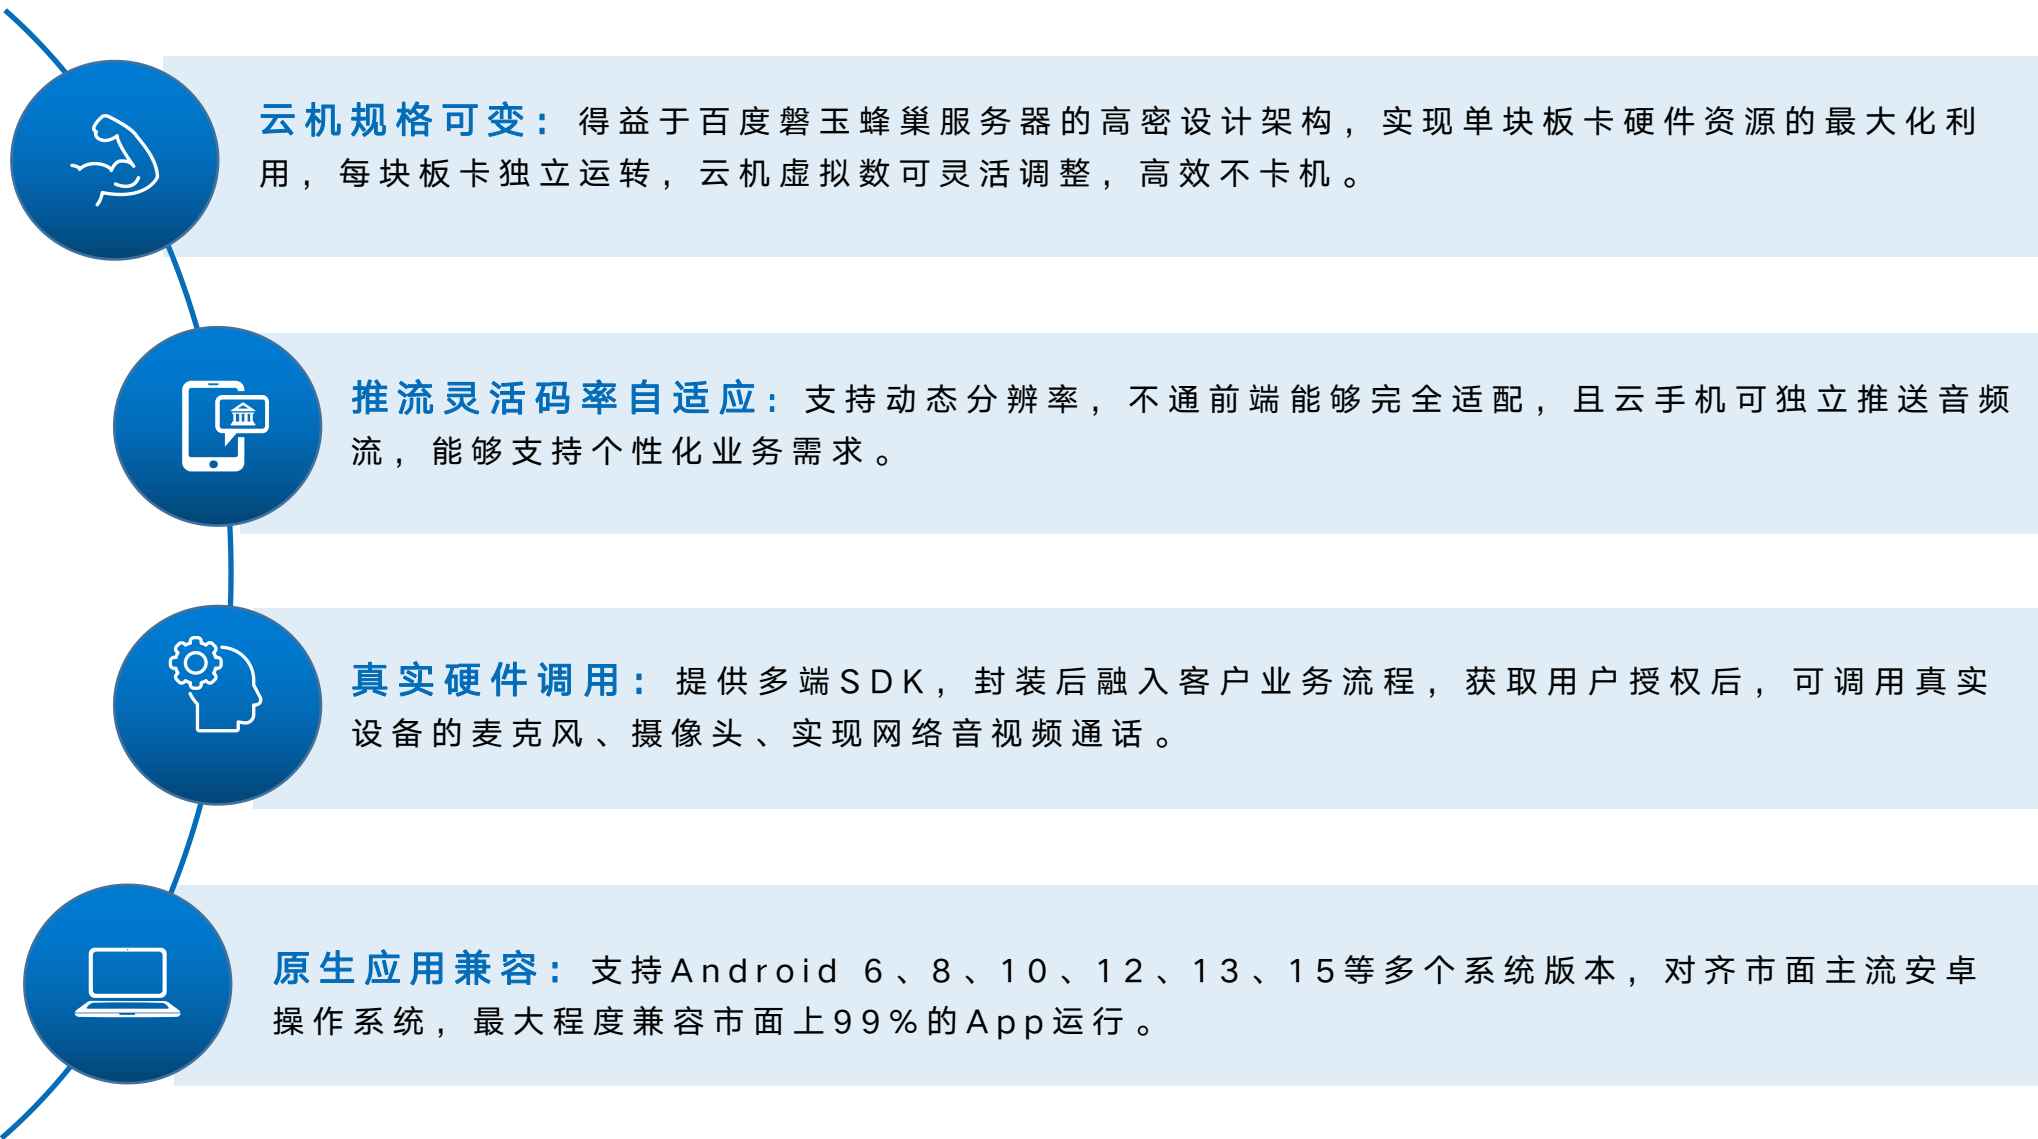 云机规格可变：得益于百度磐玉蜂巢服务器的高密设计架构，实现单块板卡硬件资源的最大化利
用，每块板卡独立运转，云机虚拟数可灵活调整，高效不卡机。
推流灵活码率自适应：支持动态分辨率，不通前端能够完全适配，且云手机可独立推送音频
流，能够支持个性化业务需求。
真实硬件调用：提供多端SDK，封装后融入客户业务流程，获取用户授权后，可调用真实
设备的麦克风、摄像头、实现网络音视频通话。
原生应用兼容：支持Android 6、8、10、12、13、15等多个系统版本，对齐市面主流安卓
操作系统，最大程度兼容市面上99%的App运行。